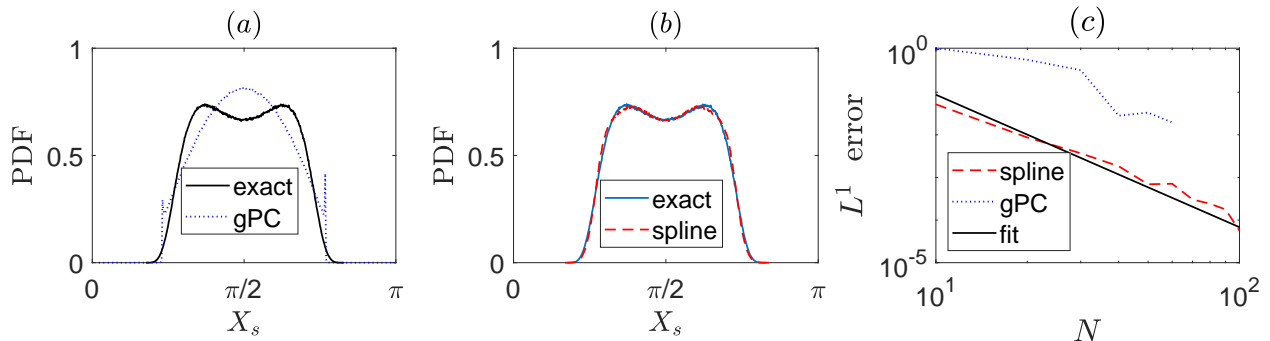 (a)
1
0.5
0
PDF
exact
gPC
0
π/2
π
X_s
(b)
1
0.5
0
PDF
exact
spline
0
π/2
π
X_s
(c)
10^0
10^-5
L^1 error
spline
gPC
fit
10^1
10^2
N